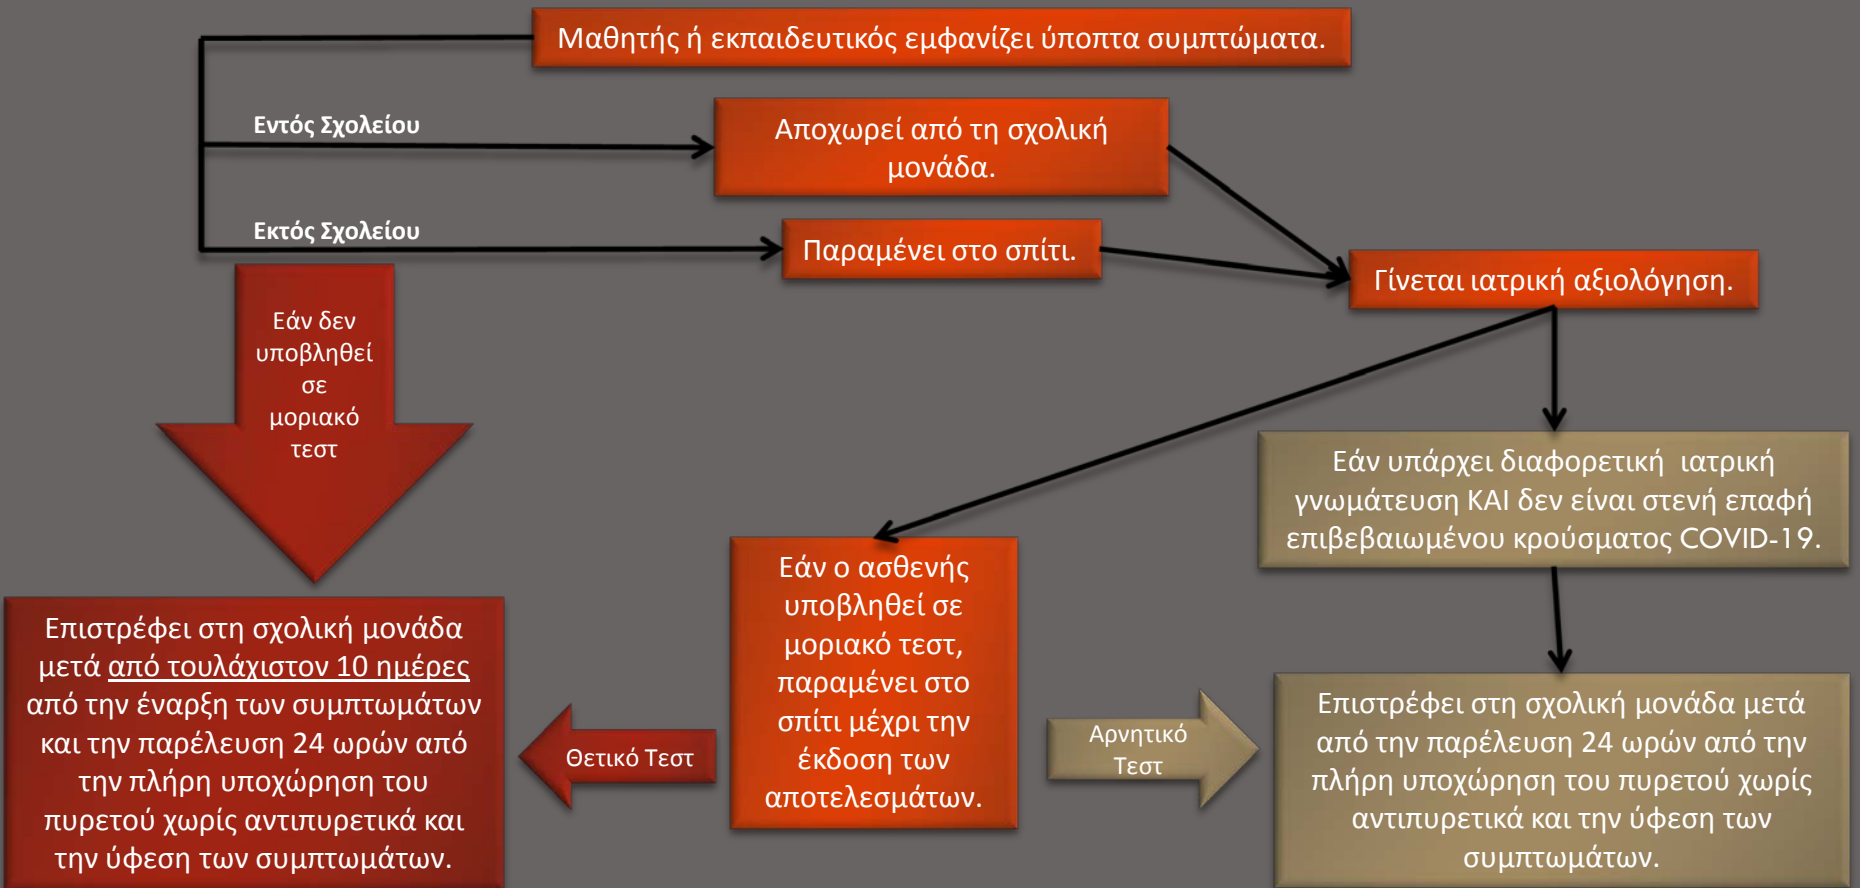 Μαθητής ή εκπαιδευτικός εμφανίζει ύποπτα συμπτώματα.
Εντός Σχολείου
Αποχωρεί από τη σχολική
μονάδα.
Εκτός Σχολείου
Παραμένει στο σπίτι.
Γίνεται ιατρική αξιολόγηση.
Εάν δεν
υποβληθεί
σε
μοριακό
τεστ
Εάν υπάρχει διαφορετική ιατρική
γνωμάτευση ΚΑΙ δεν είναι στενή επαφή
επιβεβαιωμένου κρούσματος COVID-19.
Εάν ο ασθενής
υποβληθεί σε
μοριακό τεστ,
παραμένει στο
σπίτι μέχρι την
έκδοση των
αποτελεσμάτων.
Θετικό Τεστ
Αρνητικό
Τεστ
Επιστρέφει στη σχολική μονάδα
μετά από τουλάχιστον 10 ημέρες
από την έναρξη των συμπτωμάτων
και την παρέλευση 24 ωρών από
την πλήρη υποχώρηση του
πυρετού χωρίς αντιπυρετικά και
την ύφεση των συμπτωμάτων.
Επιστρέφει στη σχολική μονάδα μετά
από την παρέλευση 24 ωρών από την
πλήρη υποχώρηση του πυρετού χωρίς
αντιπυρετικά και την ύφεση των
συμπτωμάτων.